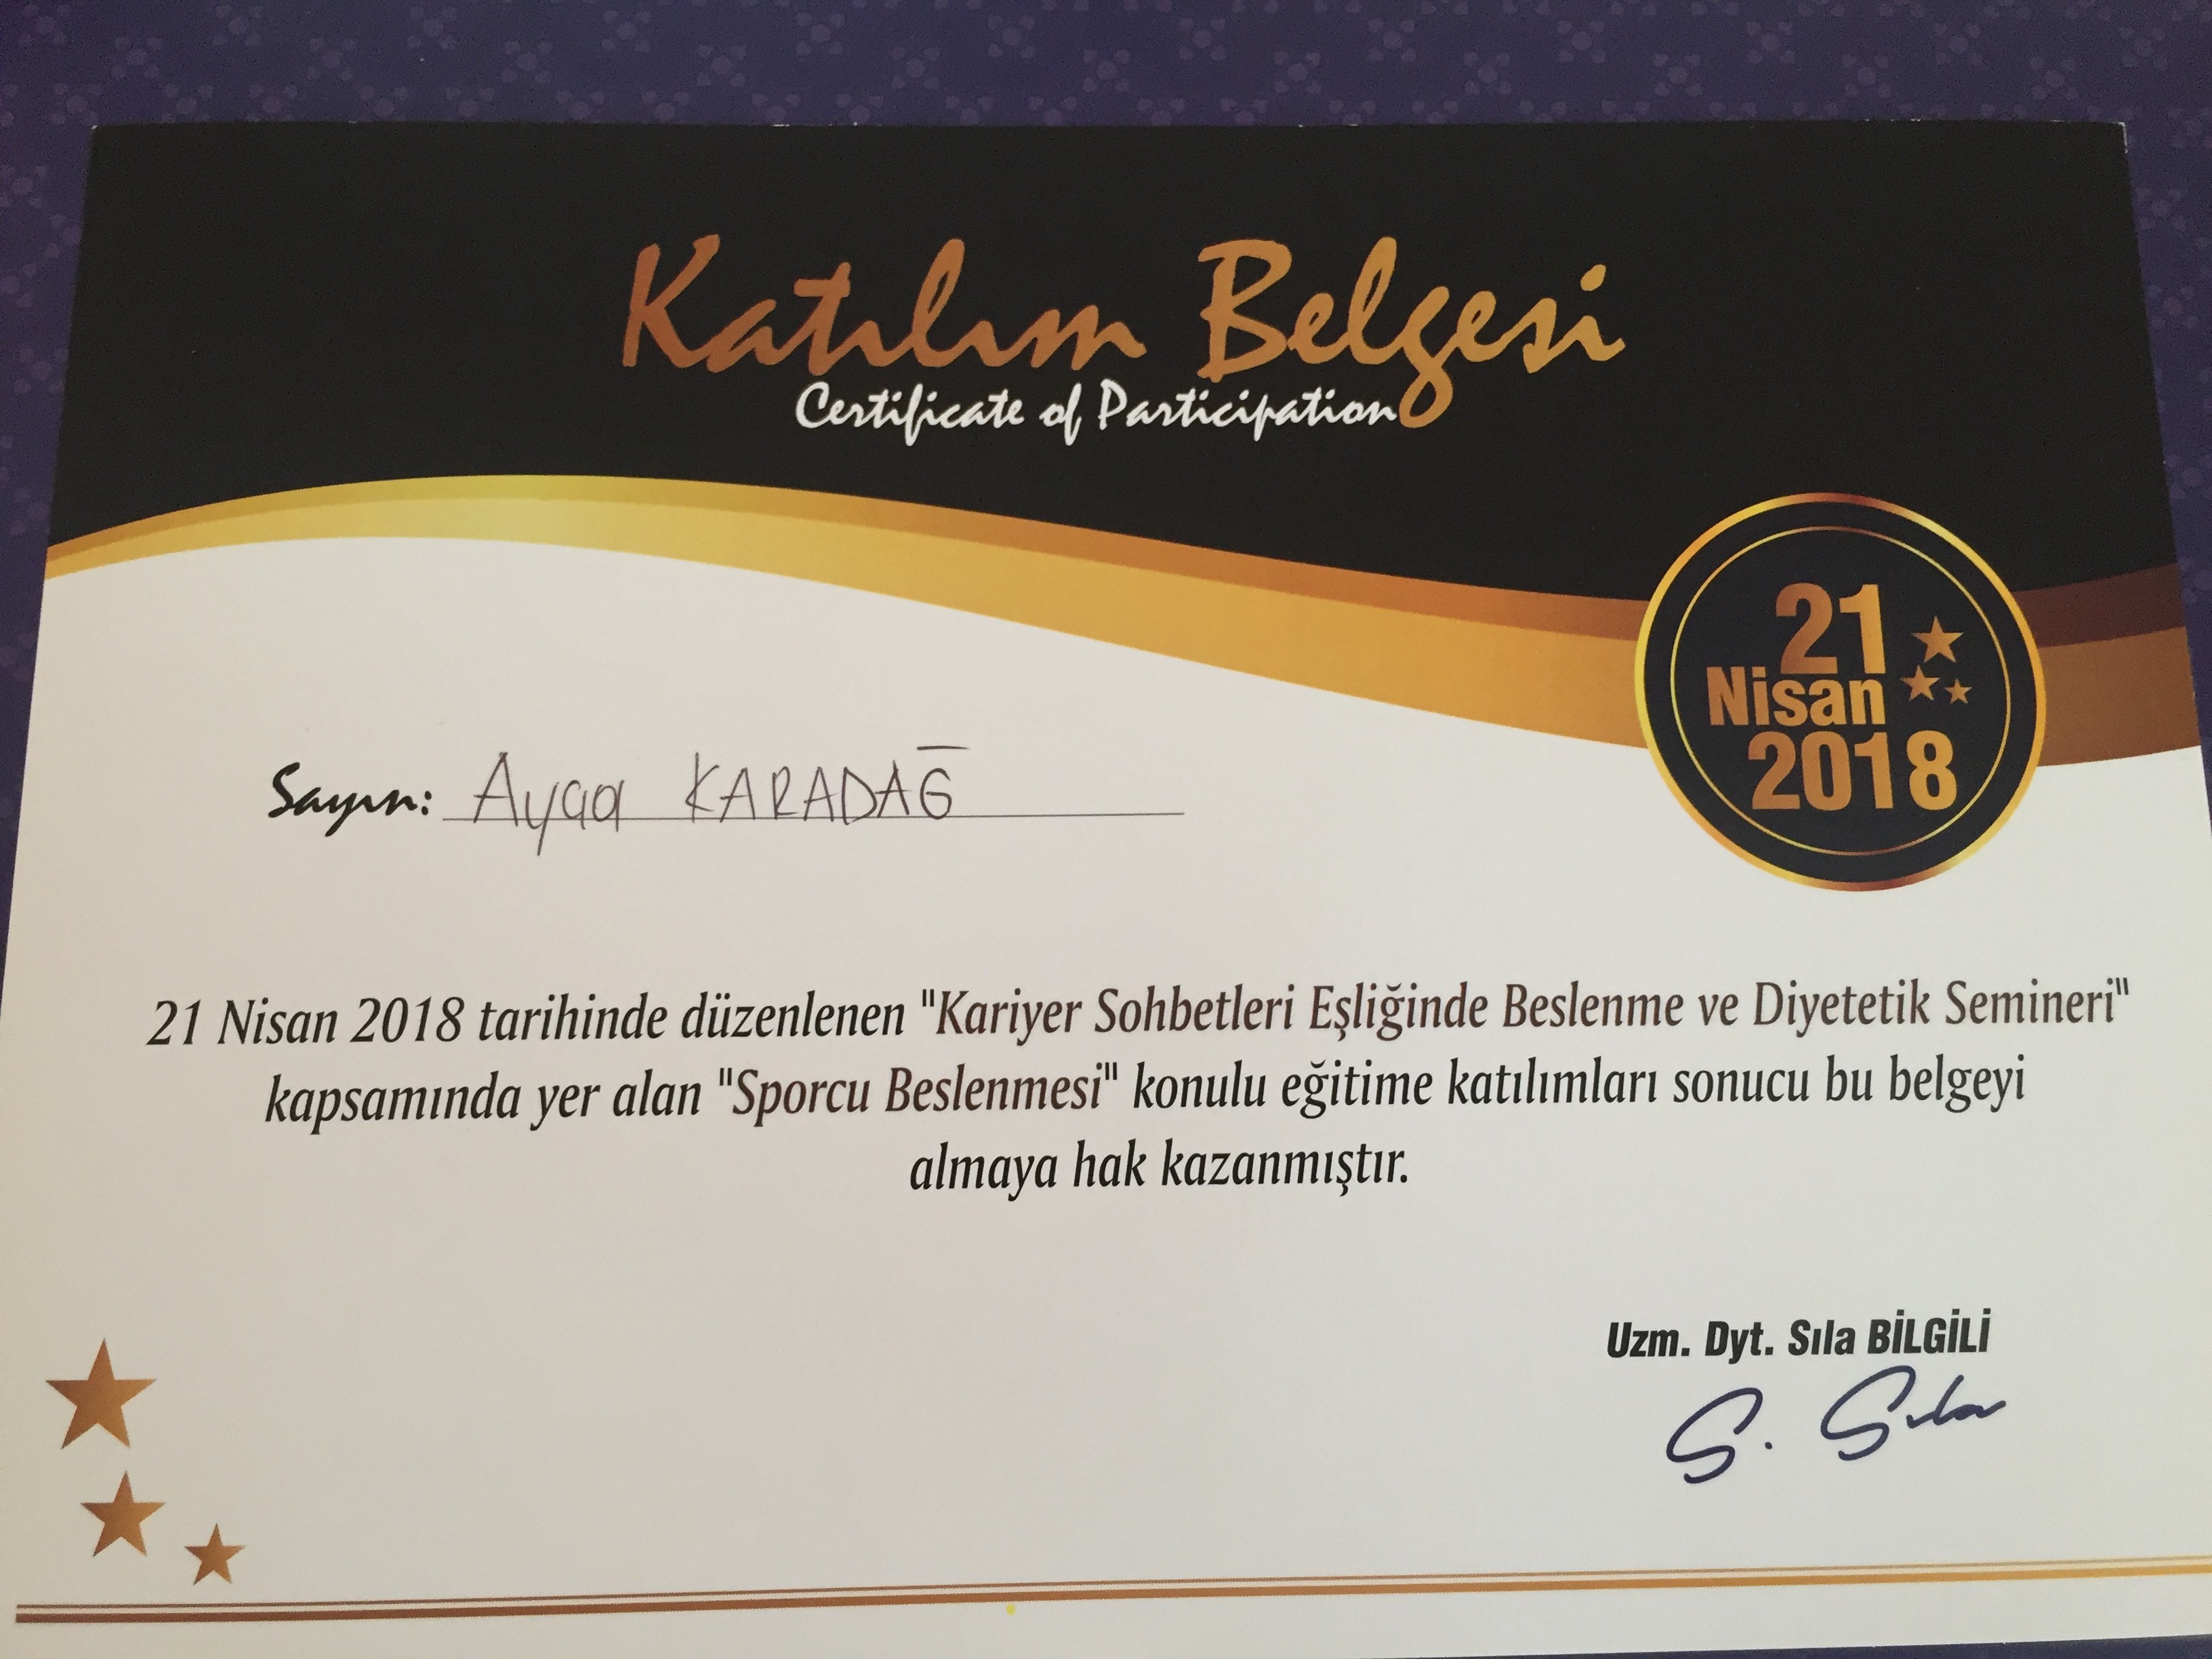 Katılım Belgesi
Certificate of Participation
21
Nisan
2018
Sayın: KARADAĞ
21 Nisan 2018 tarihinde düzenlenen "Kariyer Sohbetleri Eşliğinde Beslenme ve Diyetetik Semineri"
kapsamında yer alan "Sporcu Beslenmesi" konulu eğitime katılımları sonucu bu belgeyi
almaya hak kazanmıştır.
Uzm. Dyt. Sıla BİLGİLİ
S. Sıla